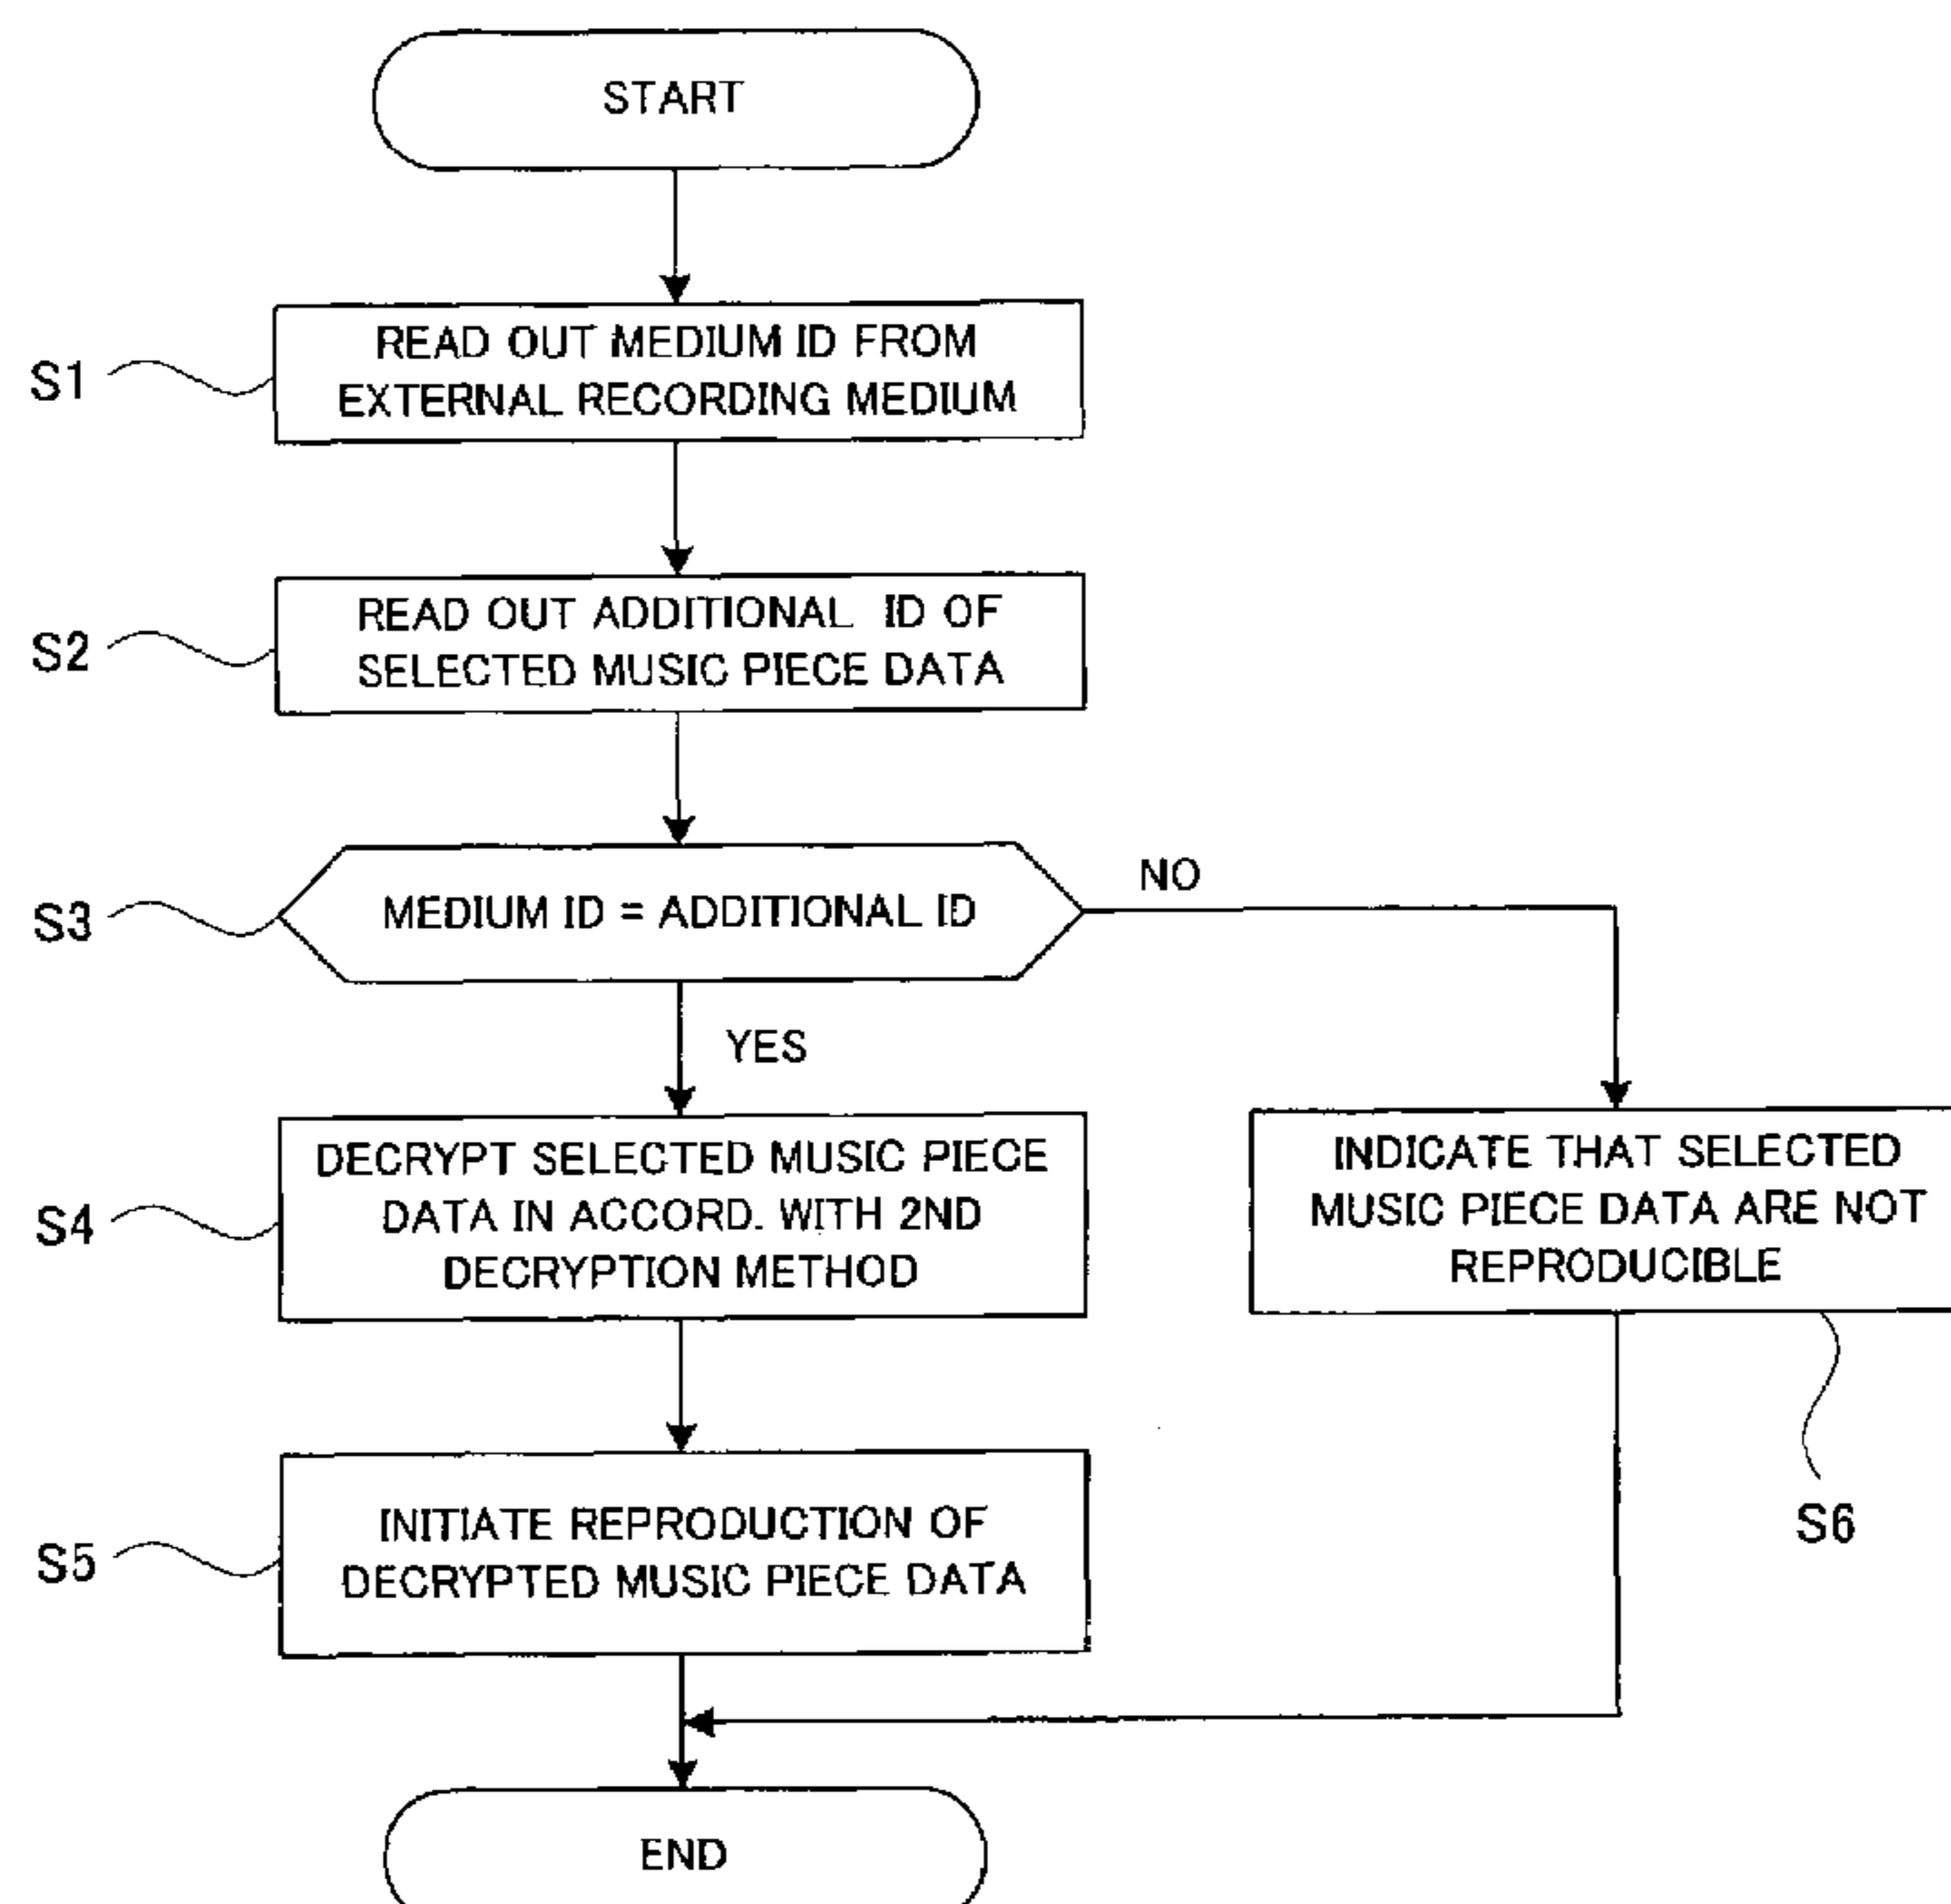 START
S1
READ OUT MEDIUM ID FROM
EXTERNAL RECORDING MEDIUM
S2
READ OUT ADDITIONAL ID OF
SELECTED MUSIC PIECE DATA
S3
MEDIUM ID = ADDITIONAL ID
NO
YES
S4
DECRYPT SELECTED MUSIC PIECE
DATA IN ACCORD. WITH 2ND
DECRYPTION METHOD
INDICATE THAT SELECTED
MUSIC PIECE DATA ARE NOT
REPRODUCIBLE
S6
S5
INITIATE REPRODUCTION OF
DECRYPTED MUSIC PIECE DATA
END